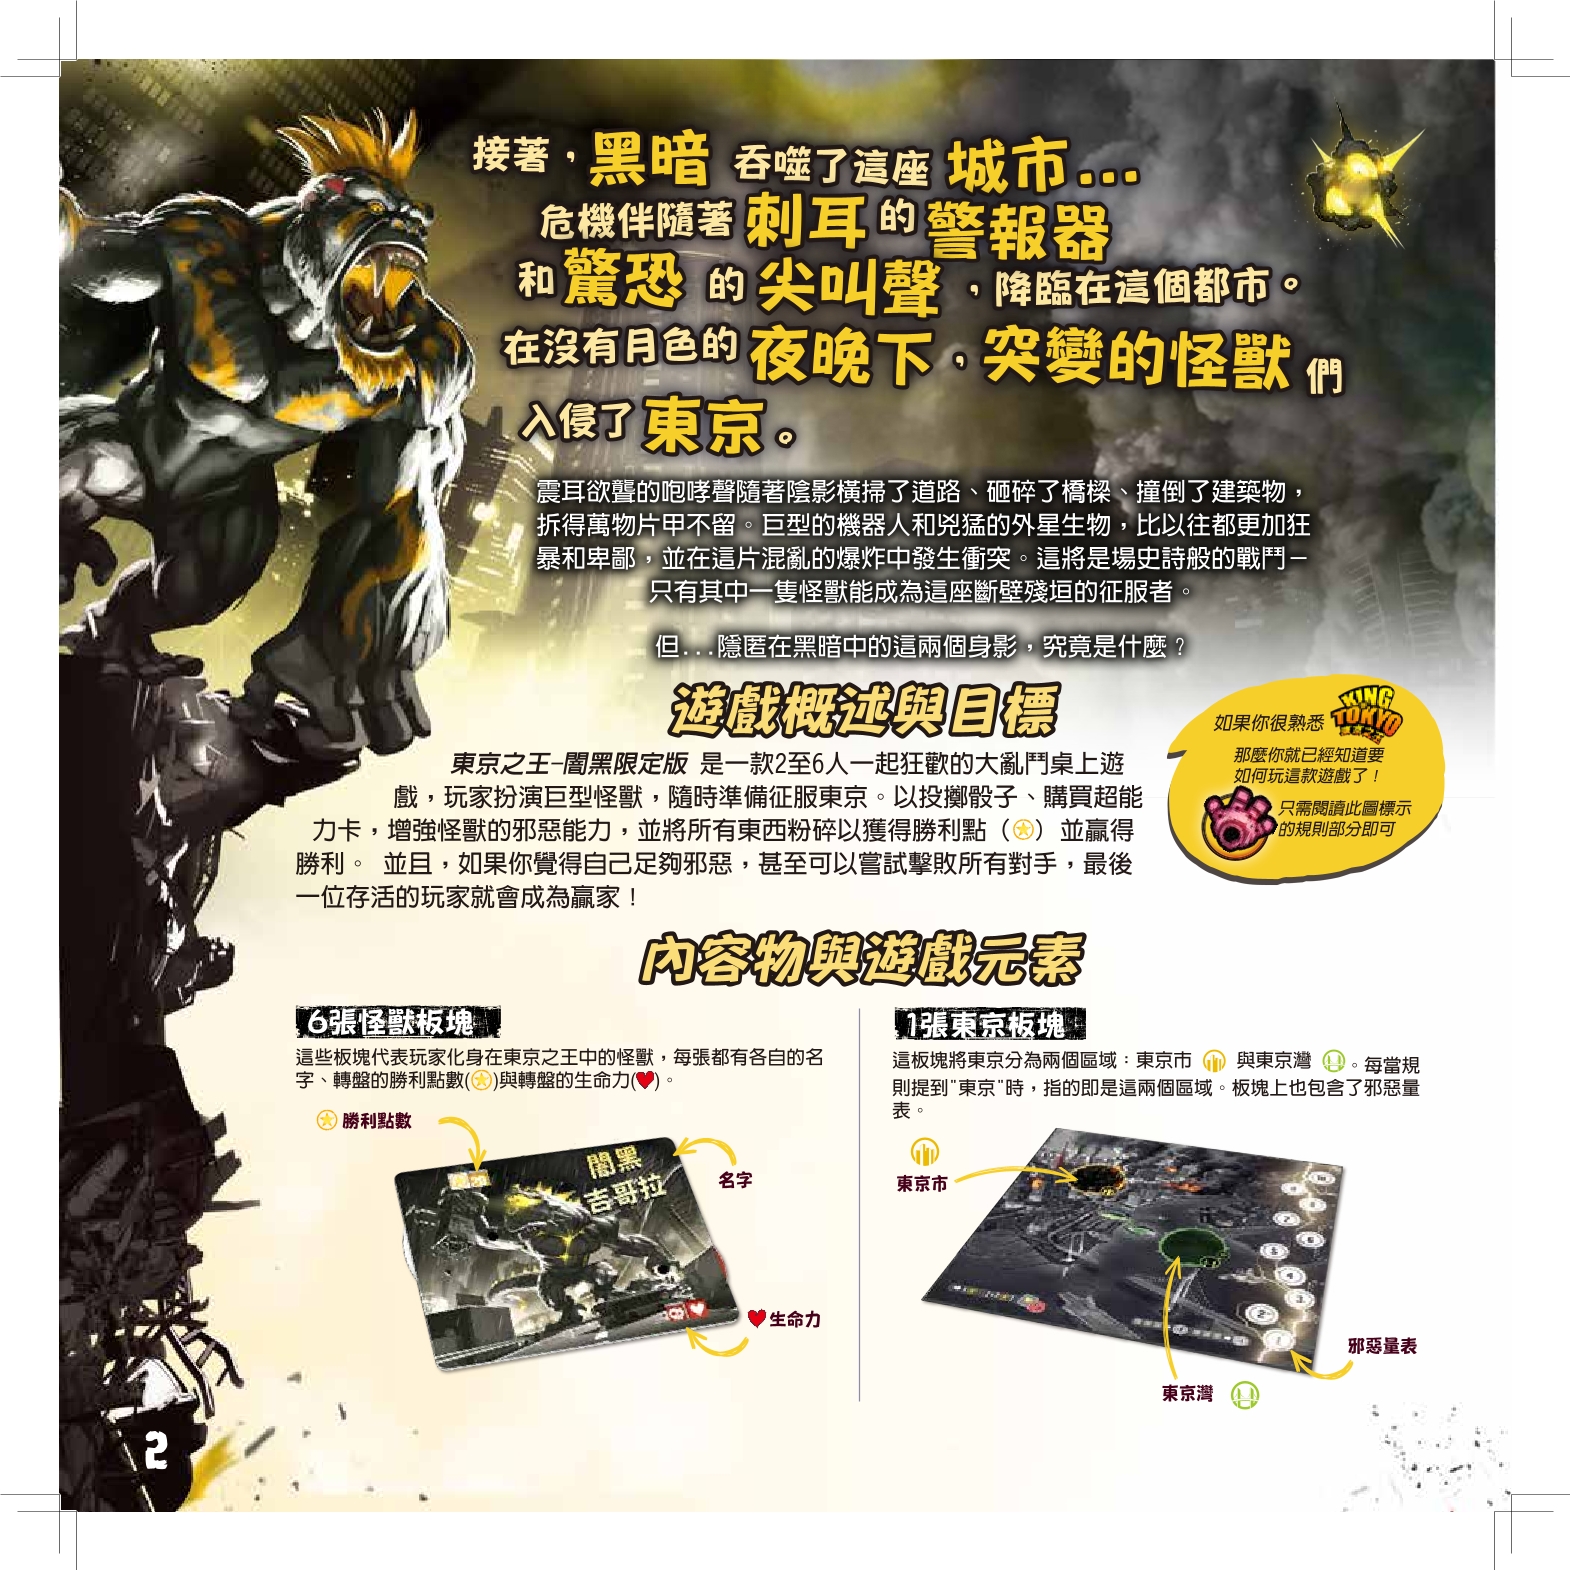 接著，黑暗 吞噬了這座 城市...
危機伴隨著 刺耳 的 警報器
和 驚恐 的 尖叫聲 ，降臨在這個都市。
在沒有月色的 夜晚下，突變的怪獸 們
入侵了 東京。
震耳欲聾的咆哮聲隨著陰影橫掃了道路、砸碎了橋樑、撞倒了建築物，
拆得萬物片甲不留。巨型的機器人和兇猛的外星生物，比以往都更加狂
暴和卑鄙，並在這片混亂的爆炸中發生衝突。這將是場史詩般的戰鬥－
只有其中一隻怪獸能成為這座斷壁殘垣的征服者。
但...隱匿在黑暗中的這兩個身影，究竟是什麼？
遊戲概述與目標
東京之王-闇黑限定版 是一款2至6人一起狂歡的大亂鬥桌上遊
戲，玩家扮演巨型怪獸，隨時準備征服東京。以投擲骰子、購買超能
力卡，增強怪獸的邪惡能力，並將所有東西粉碎以獲得勝利點（ ）並贏得
勝利。 並且，如果你覺得自己足夠邪惡，甚至可以嘗試擊敗所有對手，最後
一位存活的玩家就會成為贏家！
如果你很熟悉 KING OF TOKYO
那麼你就已經知道要
如何玩這款遊戲了！
只需閱讀此圖標示
的規則部分即可
內容物與遊戲元素
6張怪獸板塊
這些板塊代表玩家化身在東京之王中的怪獸，每張都有各自的名
字、轉盤的勝利點數( )與轉盤的生命力( )。
勝利點數
闇黑
吉哥拉
名字
生命力
1張東京板塊
這板塊將東京分為兩個區域：東京市 與東京灣 。每當規
則提到"東京"時，指的即是這兩個區域。板塊上也包含了邪惡量
表。
東京市
邪惡量表
東京灣
2